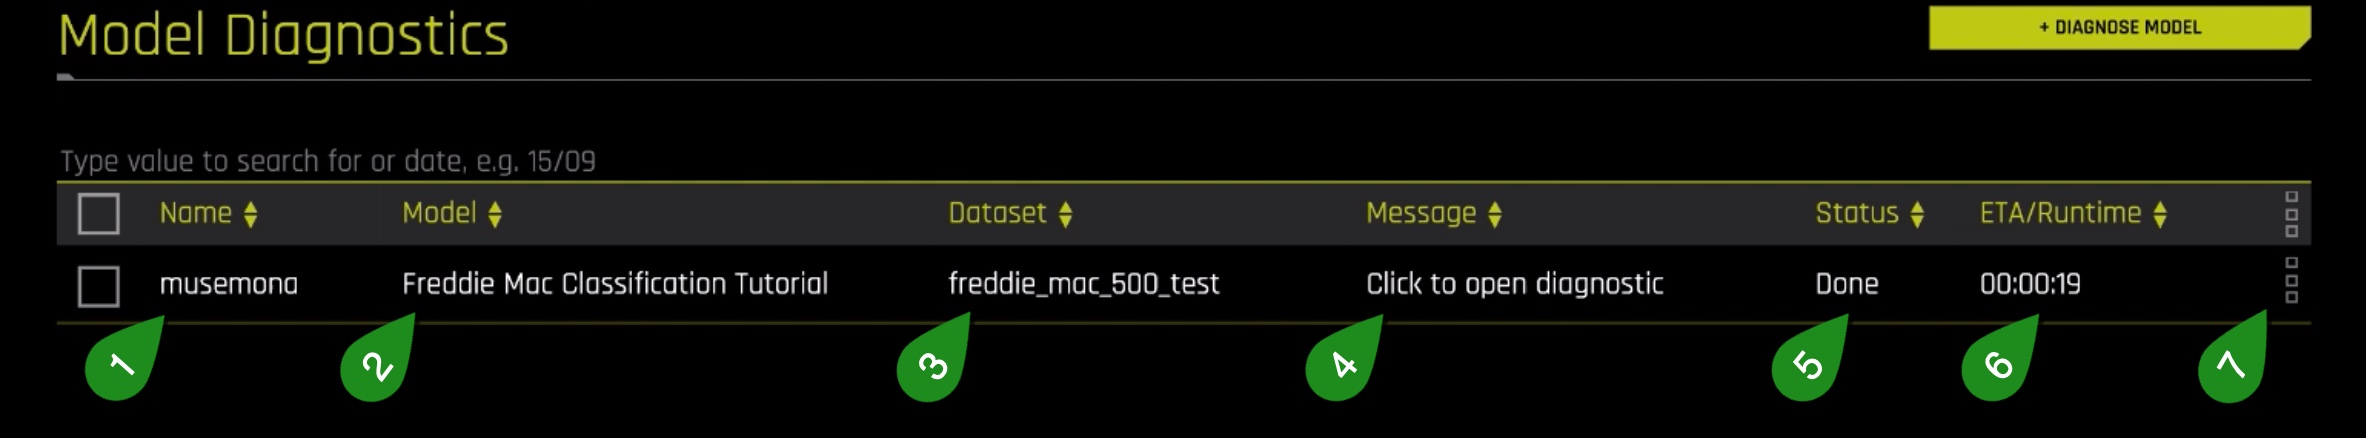 Model Diagnostics
+ DIAGNOSE MODEL
Type value to search for or date, e.g. 15/09
Name Model Dataset Message Status ETA/Runtime
musemona Freddie Mac Classification Tutorial freddie_mac_500_test Click to open diagnostic Done 00:00:19
1 2 3 4 5 6 7